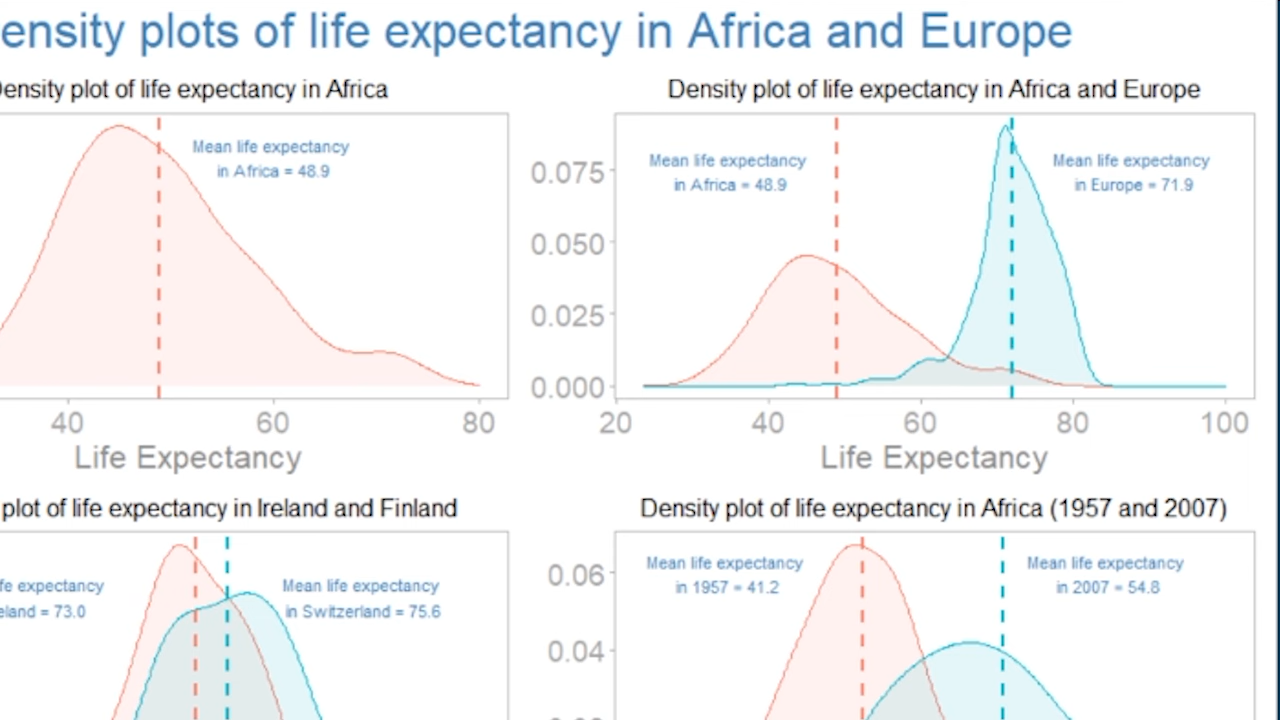 ensity plots of life expectancy in Africa and Europe
Density plot of life expectancy in Africa
Mean life expectancy
in Africa = 48.9
40 60 80
Life Expectancy
Density plot of life expectancy in Africa and Europe
Mean life expectancy
in Africa = 48.9
Mean life expectancy
in Europe = 71.9
0.075
0.050
0.025
0.000
20 40 60 80 100
Life Expectancy
plot of life expectancy in Ireland and Finland
fe expectancy
eland = 73.0
Mean life expectancy
in Switzerland = 75.6
Density plot of life expectancy in Africa (1957 and 2007)
Mean life expectancy
in 1957 = 41.2
Mean life expectancy
in 2007 = 54.8
0.06
0.04